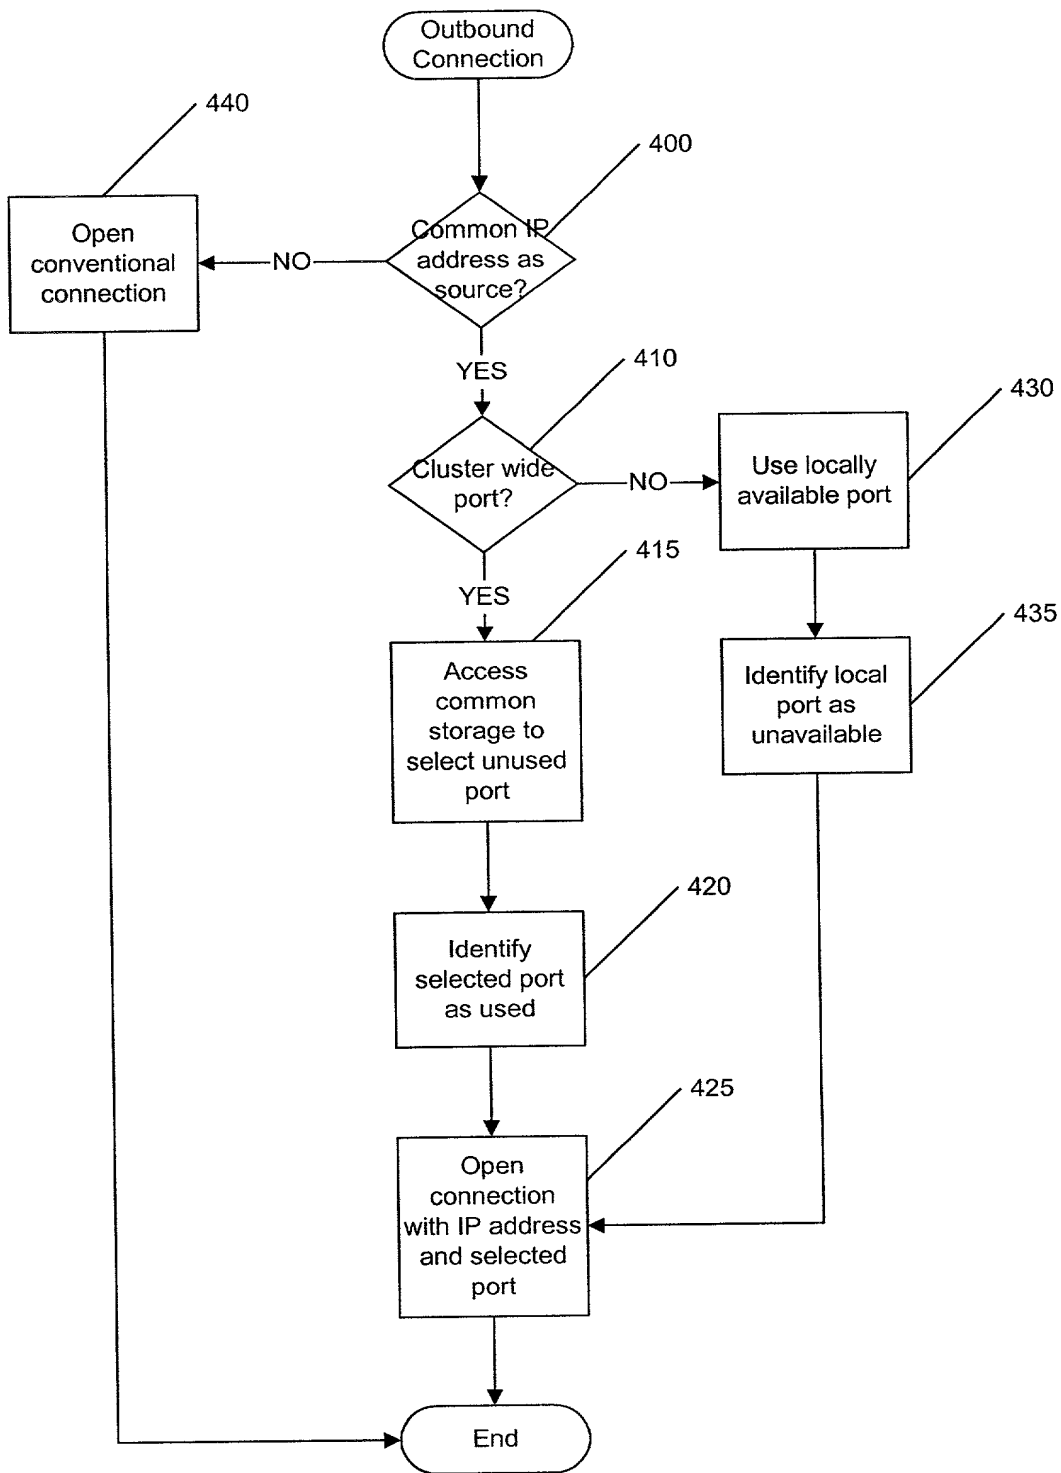 Outbound
Connection
440
400
Open
conventional
connection
NO
Common IP
address as
source?
YES
410
430
Cluster wide
port?
NO
Use locally
available port
YES
415
435
Access
common
storage to
select unused
port
Identify local
port as
unavailable
420
Identify
selected port
as used
425
Open
connection
with IP address
and selected
port
End